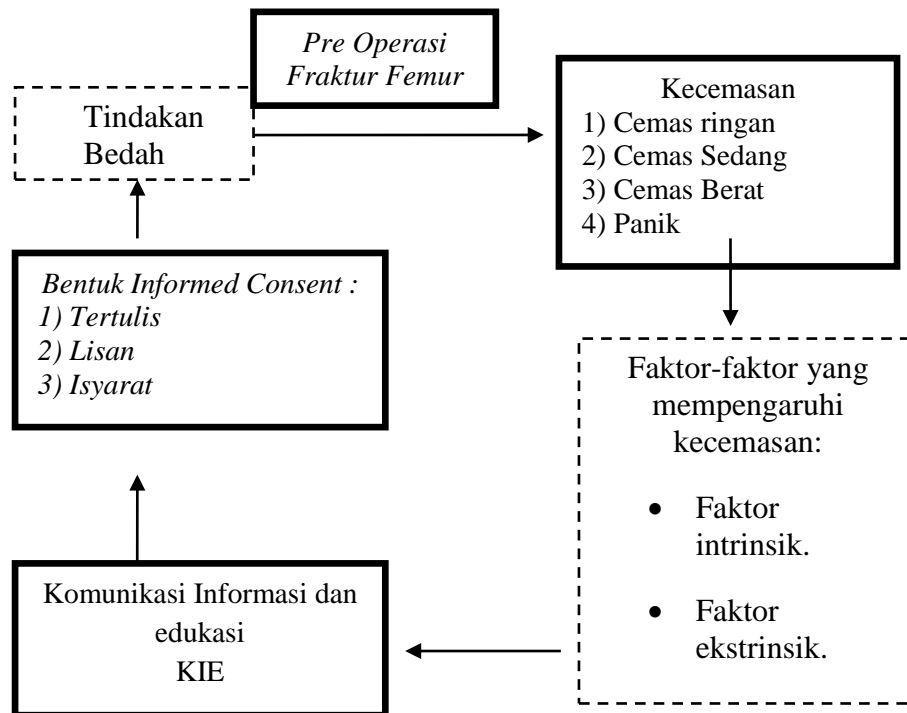 Pre Operasi
Fraktur Femur
Tindakan
Bedah
Kecemasan
1) Cemas ringan
2) Cemas Sedang
3) Cemas Berat
4) Panik
Bentuk Informed Consent :
1) Tertulis
2) Lisan
3) Isyarat
Faktor-faktor yang
mempengaruhi
kecemasan:
• Faktor
intrinsik.
• Faktor
ekstrinsik.
Komunikasi Informasi dan
edukasi
KIE